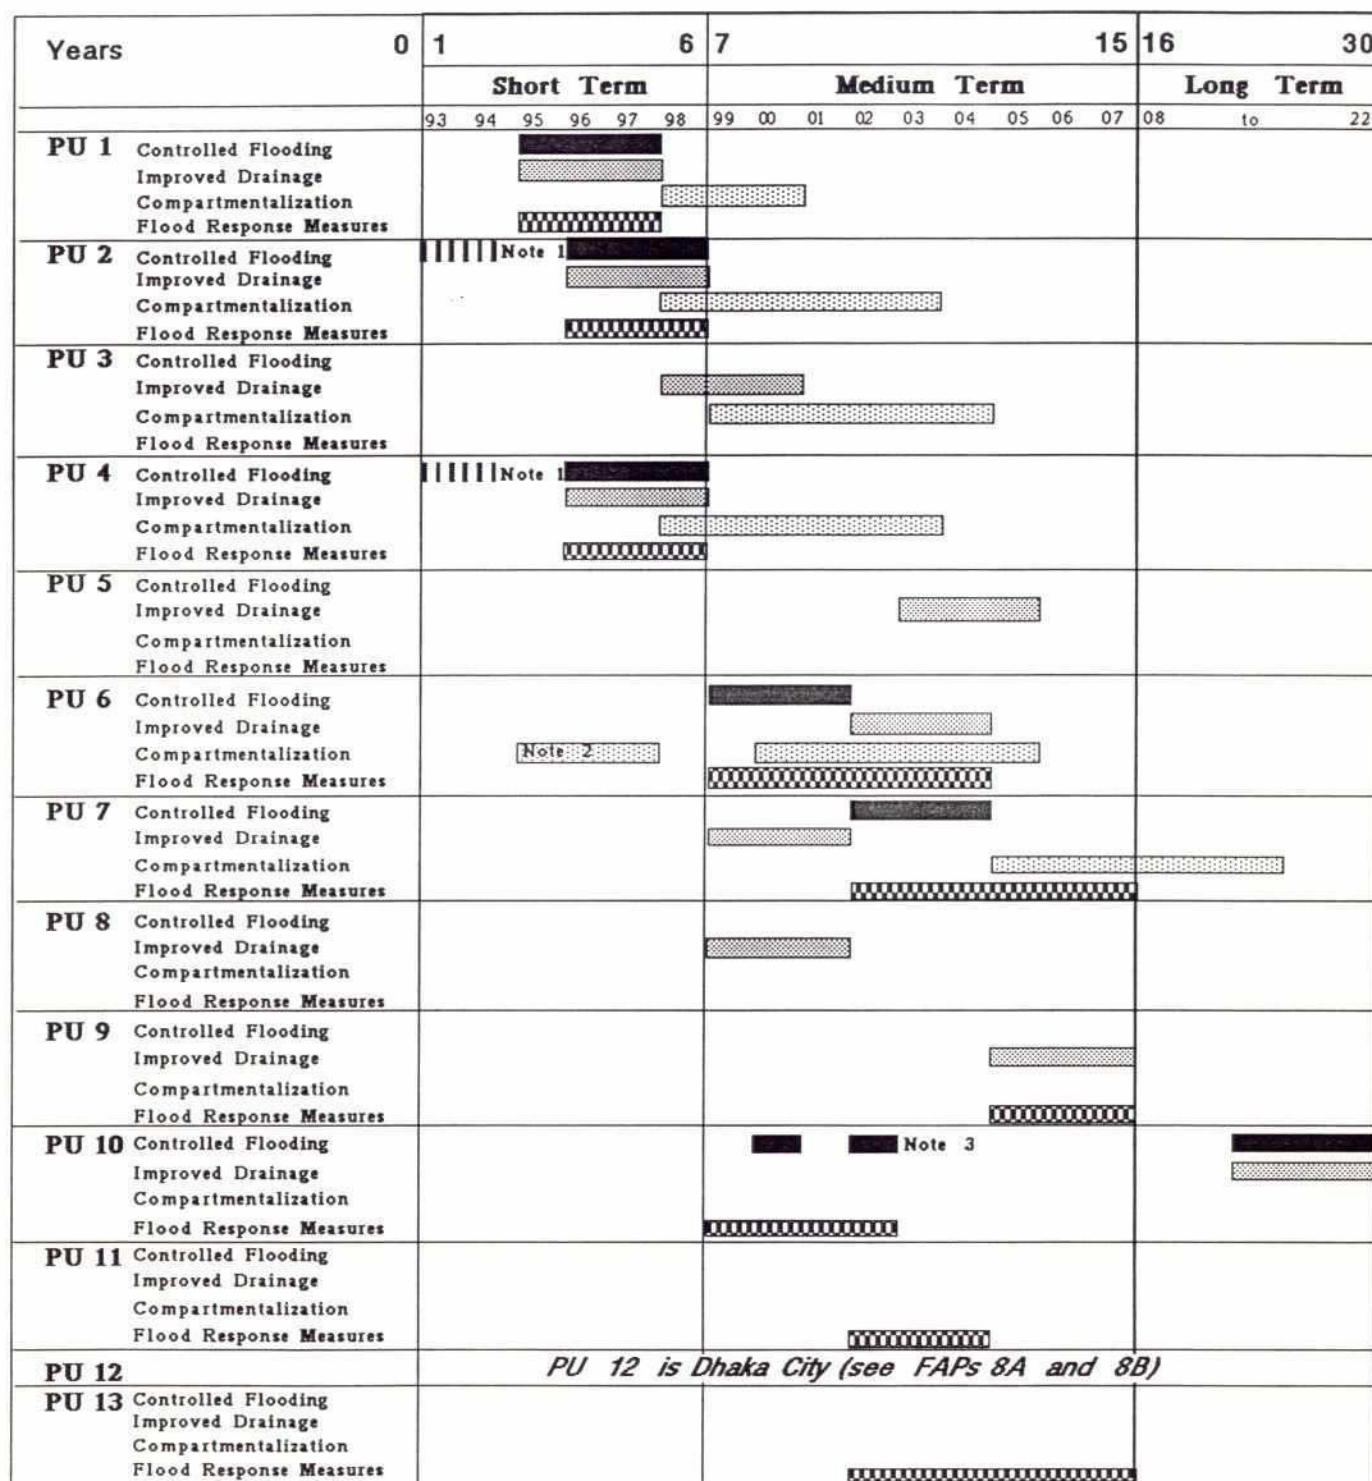 Years 0 1 6 7 15 16 30
Short Term Medium Term Long Term
93 94 95 96 97 98 99 00 01 02 03 04 05 06 07 08 to 22
PU 1 Controlled Flooding
Improved Drainage
Compartmentalization
Flood Response Measures
PU 2 Controlled Flooding Note 1
Improved Drainage
Compartmentalization
Flood Response Measures
PU 3 Controlled Flooding
Improved Drainage
Compartmentalization
Flood Response Measures
PU 4 Controlled Flooding Note 1
Improved Drainage
Compartmentalization
Flood Response Measures
PU 5 Controlled Flooding
Improved Drainage
Compartmentalization
Flood Response Measures
PU 6 Controlled Flooding
Improved Drainage
Compartmentalization Note 2
Flood Response Measures
PU 7 Controlled Flooding
Improved Drainage
Compartmentalization
Flood Response Measures
PU 8 Controlled Flooding
Improved Drainage
Compartmentalization
Flood Response Measures
PU 9 Controlled Flooding
Improved Drainage
Compartmentalization
Flood Response Measures
PU 10 Controlled Flooding Note 3
Improved Drainage
Compartmentalization
Flood Response Measures
PU 11 Controlled Flooding
Improved Drainage
Compartmentalization
Flood Response Measures
PU 12 PU 12 is Dhaka City (see FAPs 8A and 8B)
PU 13 Controlled Flooding
Improved Drainage
Compartmentalization
Flood Response Measures